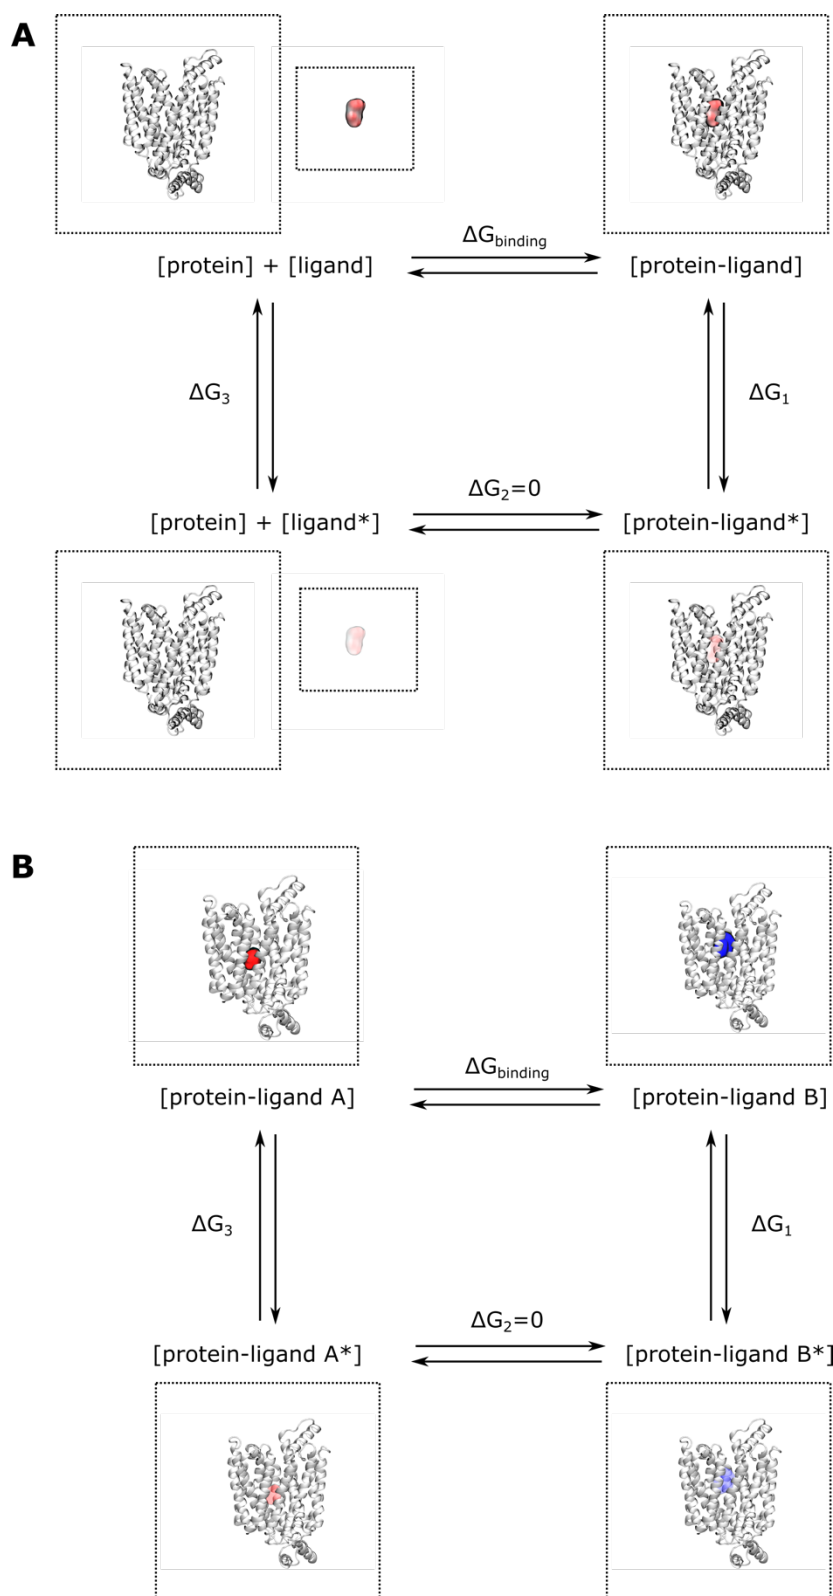 A
ΔGbinding
[protein] + [ligand]
[protein-ligand]
ΔG3
ΔG1
ΔG2=0
[protein] + [ligand*]
[protein-ligand*]
B
ΔGbinding
[protein-ligand A]
[protein-ligand B]
ΔG3
ΔG1
ΔG2=0
[protein-ligand A*]
[protein-ligand B*]